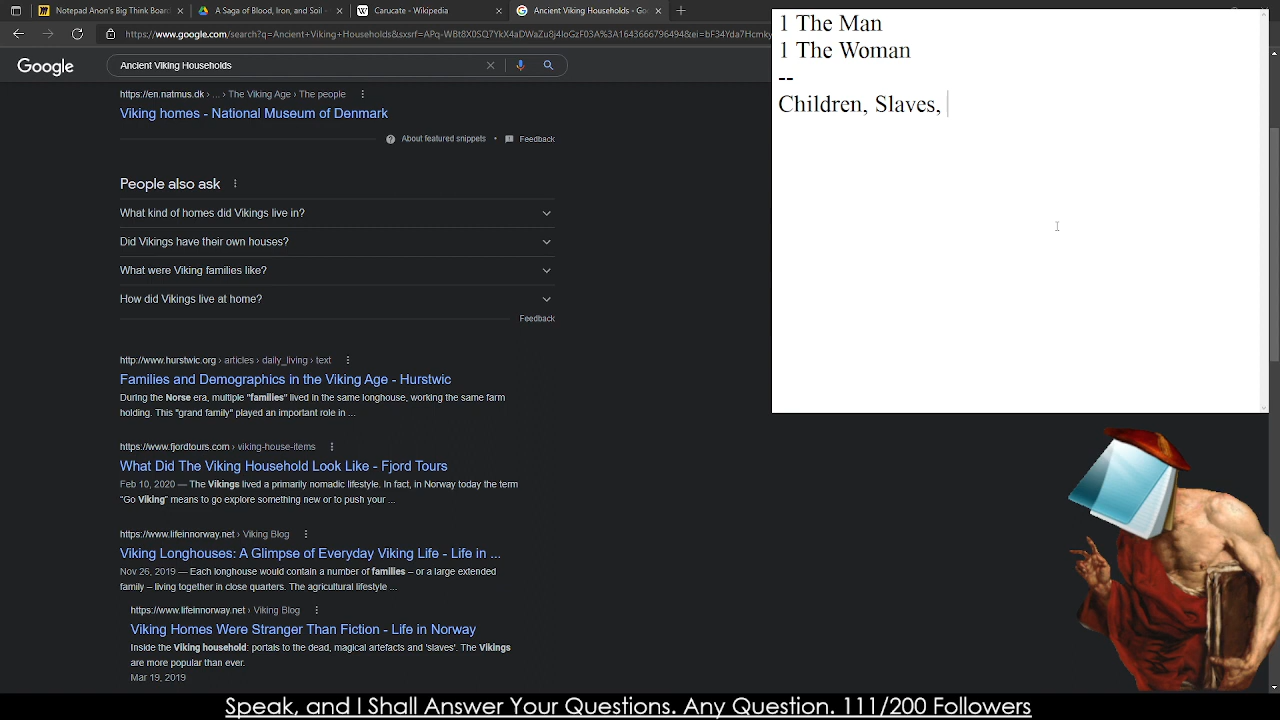 Notepad Anon's Big Think Board
A Saga of Blood, Iron, and Soil
Carucate - Wikipedia
Ancient Viking Households - Go
https://www.google.com/search?q=Ancient+Viking+Households&sxsrf=
Google
Ancient Viking Households
https://en.natmus.dk › ... › The Viking Age › The people
Viking homes - National Museum of Denmark
About featured snippets • Feedback
People also ask
What kind of homes did Vikings live in?
Did Vikings have their own houses?
What were Viking families like?
How did Vikings live at home?
Feedback
http://www.hurstwic.org › articles › daily_living › text
Families and Demographics in the Viking Age - Hurstwic
During the Norse era, multiple "families" lived in the same longhouse, working the same farm
holding. This "grand family" played an important role in ...
https://www.fjordtours.com › viking-house-items
What Did The Viking Household Look Like - Fjord Tours
Feb 10, 2020 — The Vikings lived a primarily nomadic lifestyle. In fact, in Norway today the term
"Go Viking" means to go explore something new or to push your ...
https://www.lifeinnorway.net › Viking Blog
Viking Longhouses: A Glimpse of Everyday Viking Life - Life in ...
Nov 26, 2019 — Each longhouse would contain a number of families – or a large extended
family – living together in close quarters. The agricultural lifestyle ...
https://www.lifeinnorway.net › Viking Blog
Viking Homes Were Stranger Than Fiction - Life in Norway
Inside the Viking household: portals to the dead, magical artefacts and 'slaves'. The Vikings
are more popular than ever.
Mar 19, 2019
1 The Man
1 The Woman
--
Children, Slaves,
Speak, and I Shall Answer Your Questions. Any Question. 111/200 Followers